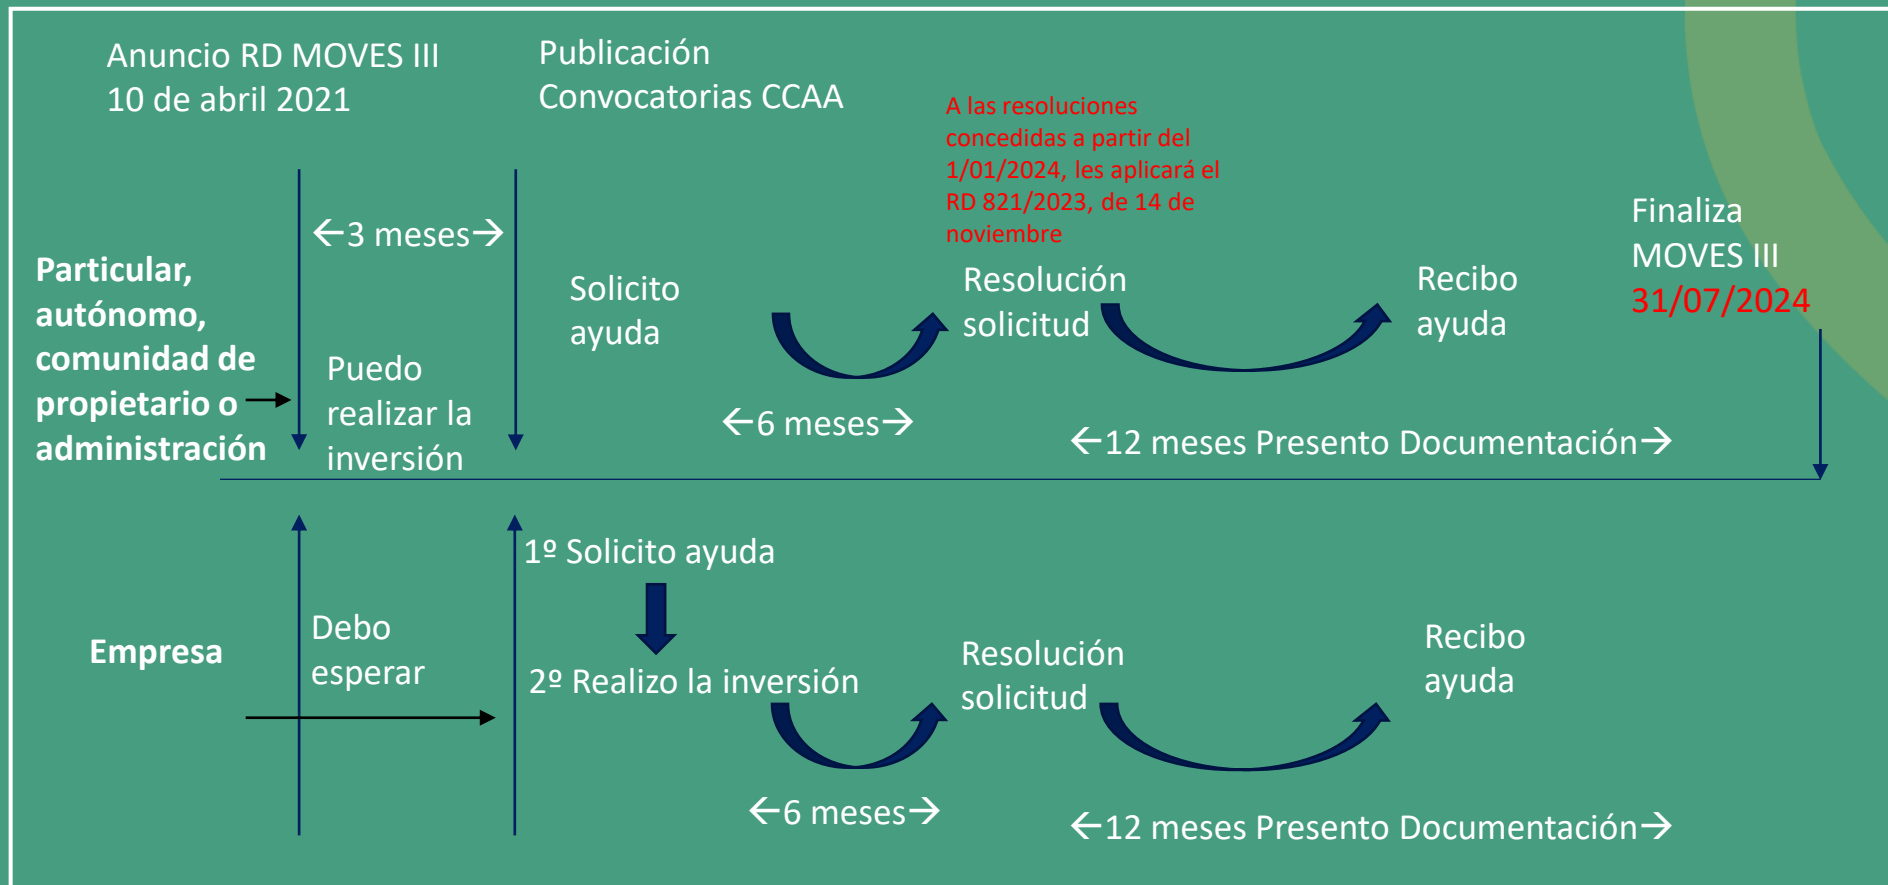 Anuncio RD MOVES III
10 de abril 2021
Publicación
Convocatorias CCAA
A las resoluciones
concedidas a partir del
1/01/2024, les aplicará el
RD 821/2023, de 14 de
noviembre
Finaliza
MOVES III
31/07/2024
←3 meses→
Particular,
autónomo,
comunidad de
propietario o
administración
Puedo
realizar la
inversión
Solicito
ayuda
Resolución
solicitud
Recibo
ayuda
←6 meses→
←12 meses Presento Documentación→
Empresa
Debo
esperar
1º Solicito ayuda
2º Realizo la inversión
Resolución
solicitud
Recibo
ayuda
←6 meses→
←12 meses Presento Documentación→